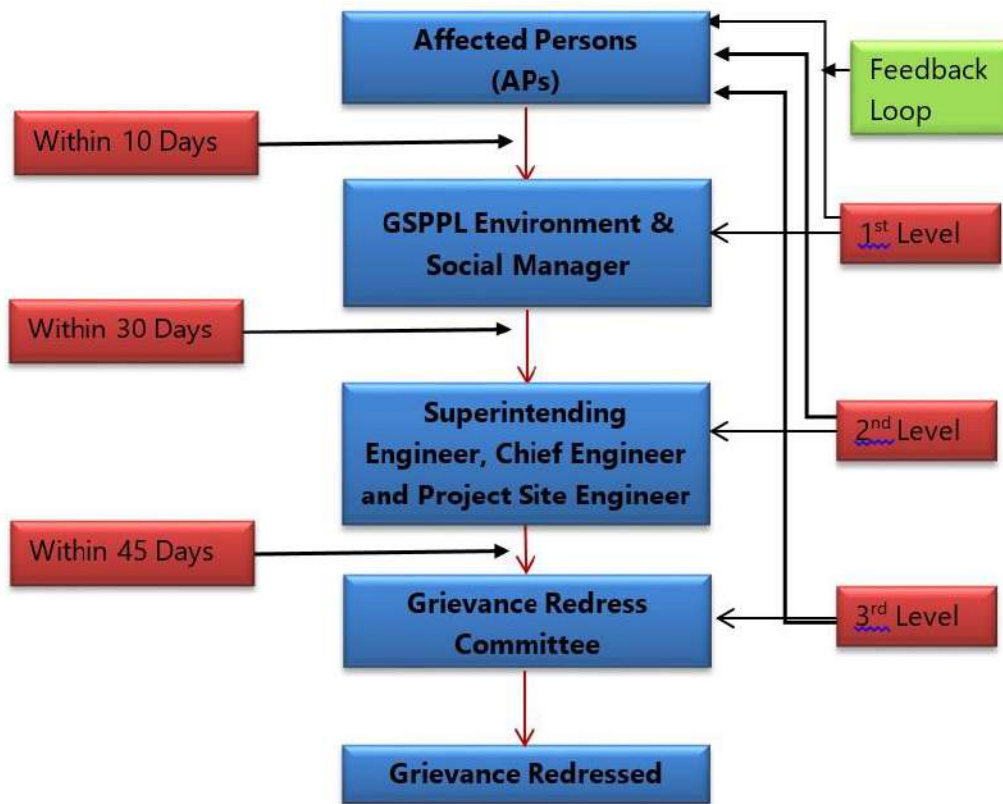 Affected Persons
(APs)
Feedback
Loop
Within 10 Days
GSPPL Environment &
Social Manager
1st Level
Within 30 Days
Superintending
Engineer, Chief Engineer
and Project Site Engineer
2nd Level
Within 45 Days
Grievance Redress
Committee
3rd Level
Grievance Redressed